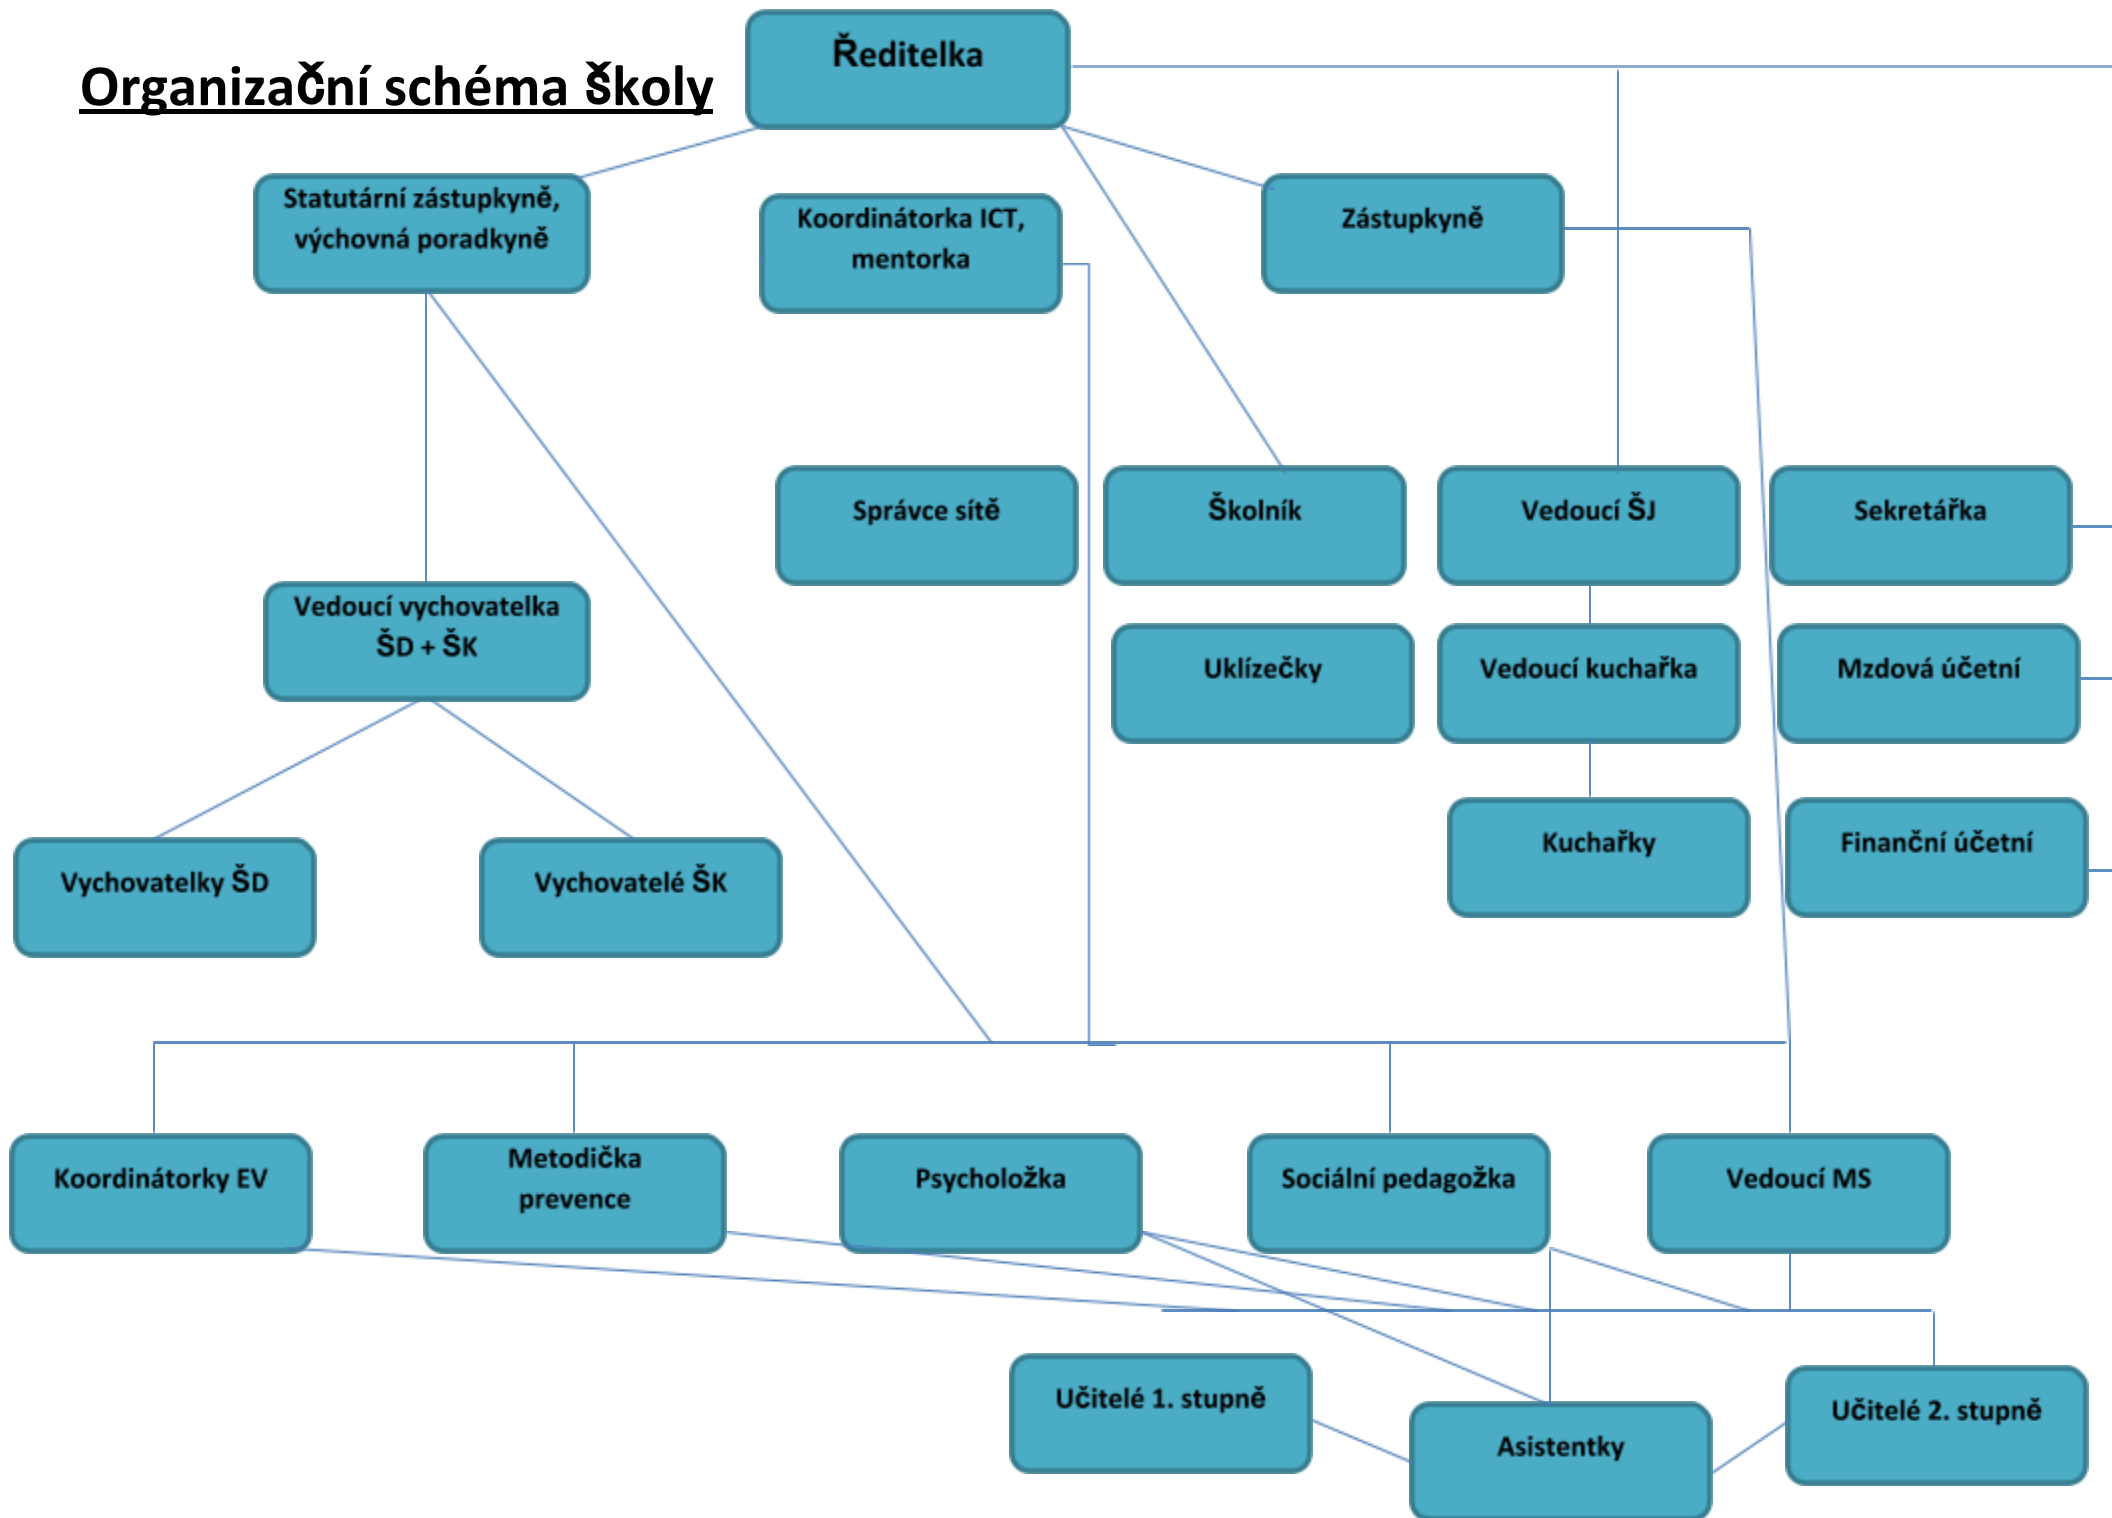 Ředitelka
Organizační schéma školy
Statutární zástupkyně,
výchovná poradkyně
Koordinátorka ICT,
mentorka
Zástupkyně
Správce sítě
Školník
Vedoucí ŠJ
Sekretářka
Vedoucí vychovatelka
ŠD + ŠK
Uklízečky
Vedoucí kuchařka
Mzdová účetní
Vychovatelky ŠD
Vychovatelé ŠK
Kuchařky
Finanční účetní
Koordinátorky EV
Metodička
prevence
Psycholožka
Sociální pedagožka
Vedoucí MS
Učitelé 1. stupně
Asistentky
Učitelé 2. stupně